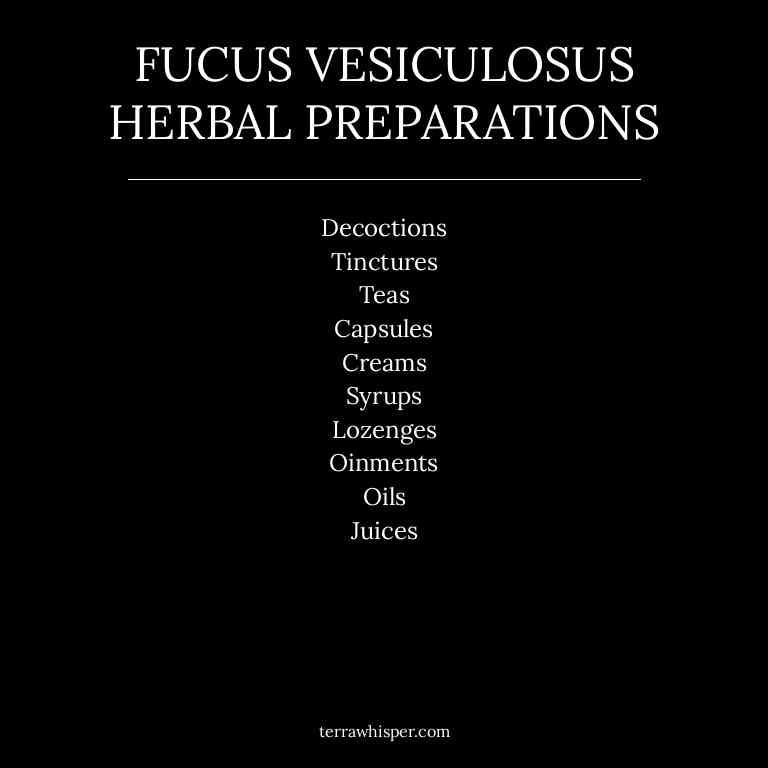 FUCUS VESICULOSUS
HERBAL PREPARATIONS
Decoctions
Tinctures
Teas
Capsules
Creams
Syrups
Lozenges
Oinments
Oils
Juices
terrawhisper.com